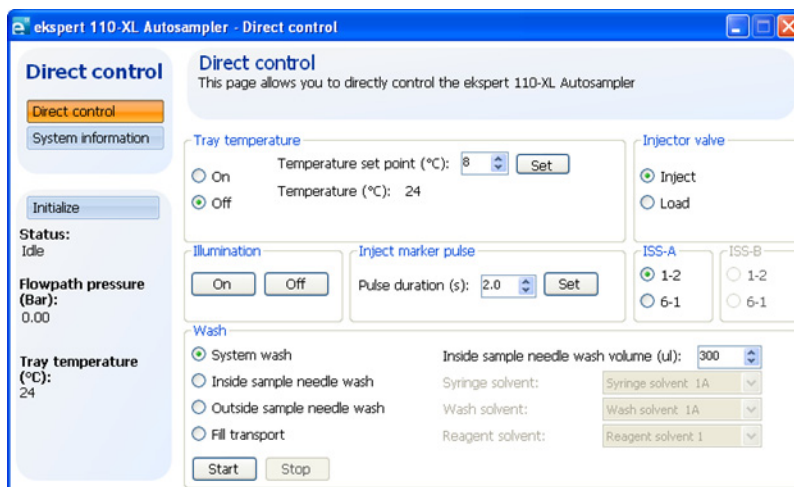 ekspert 110-XL Autosampler - Direct control
Direct control
Direct control
System information
Initialize
Status:
Idle
Flowpath pressure
(Bar):
0.00
Tray temperature
(°C):
24
Direct control
This page allows you to directly control the ekspert 110-XL Autosampler
Tray temperature
On
Temperature set point (°C): 8 Set
Off
Temperature (°C): 24
Injector valve
Inject
Load
Illumination
On Off
Inject marker pulse
Pulse duration (s): 2.0 Set
ISS-A
1-2
6-1
ISS-B
1-2
6-1
Wash
System wash
Inside sample needle wash
Outside sample needle wash
Fill transport
Inside sample needle wash volume (ul): 300
Syringe solvent: Syringe solvent 1A
Wash solvent: Wash solvent 1A
Reagent solvent: Reagent solvent 1
Start Stop